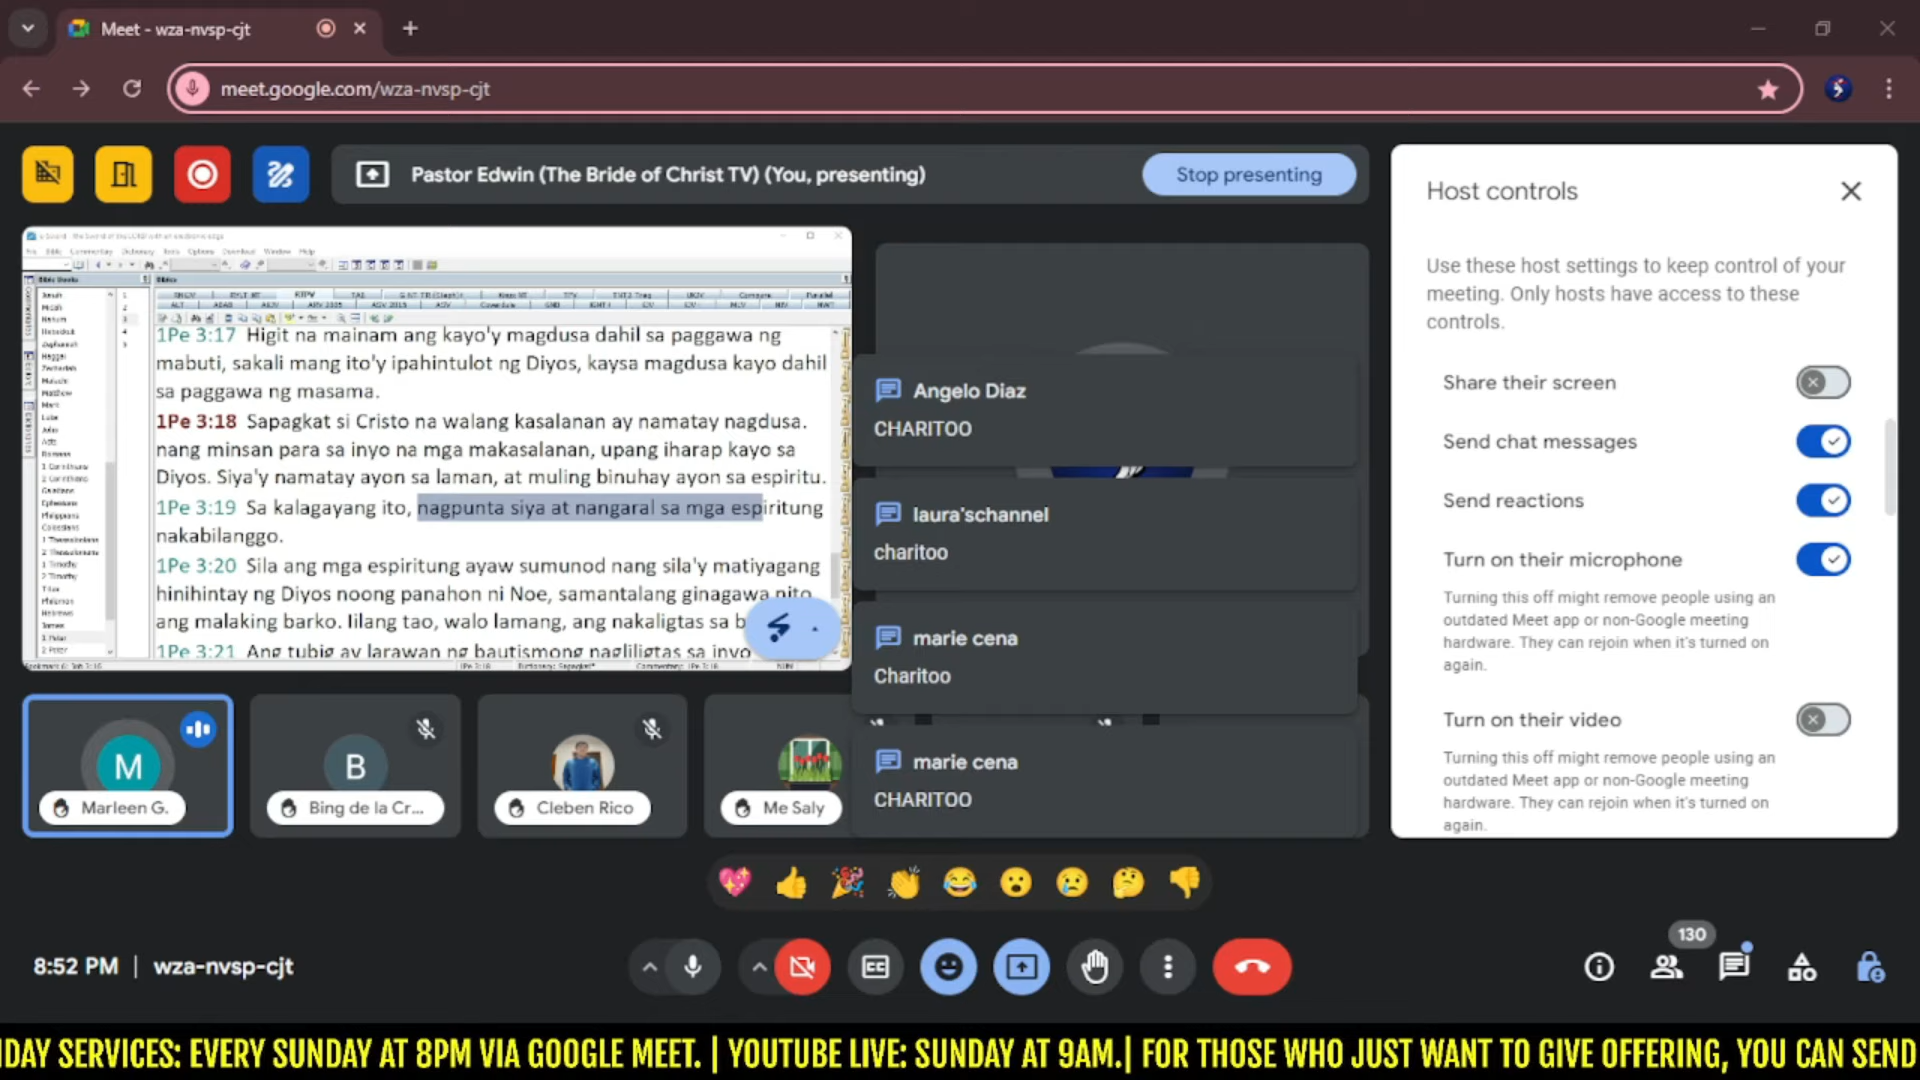 Meet - wza-nvsp-cjt
meet.google.com/wza-nvsp-cjt
Pastor Edwin (The Bride of Christ TV) (You, presenting)
Stop presenting
1Pe 3:17 Higit na mainam ang kayo'y magdusa dahil sa paggawa ng
mabuti, sakali mang ito'y ipahintulot ng Diyos, kaysa magdusa kayo dahil
sa paggawa ng masama.
1Pe 3:18 Sapagkat si Cristo na walang kasalanan ay namatay nagdusa.
nang minsan para sa inyo na mga makasalanan, upang iharap kayo sa
Diyos. Siya'y namatay ayon sa laman, at muling binuhay ayon sa espiritu.
1Pe 3:19 Sa kalagayang ito, nagpunta siya at nangaral sa mga espiritung
nakabilanggo.
1Pe 3:20 Sila ang mga espiritung ayaw sumunod nang sila'y matiyagang
hinihintay ng Diyos noong panahon ni Noe, samantalang ginagawa nito
ang malaking barko. Iilang tao, walo lamang, ang nakaligtas sa
1Pe 3:21 Ang tubig ay larawan ng bautismong nagliligtas sa inyo
Angelo Diaz
CHARITOO
laura'schannel
charitoo
marie cena
Charitoo
marie cena
CHARITOO
Host controls
Use these host settings to keep control of your
meeting. Only hosts have access to these
controls.
Share their screen
Send chat messages
Send reactions
Turn on their microphone
Turning this off might remove people using an
outdated Meet app or non-Google meeting
hardware. They can rejoin when it's turned on
again.
Turn on their video
Turning this off might remove people using an
outdated Meet app or non-Google meeting
hardware. They can rejoin when it's turned on
again.
M
Marleen G.
B
Bing de la Cr...
Cleben Rico
Me Saly
8:52 PM | wza-nvsp-cjt
130
DAY SERVICES: EVERY SUNDAY AT 8PM VIA GOOGLE MEET. | YOUTUBE LIVE: SUNDAY AT 9AM.| FOR THOSE WHO JUST WANT TO GIVE OFFERING, YOU CAN SEND